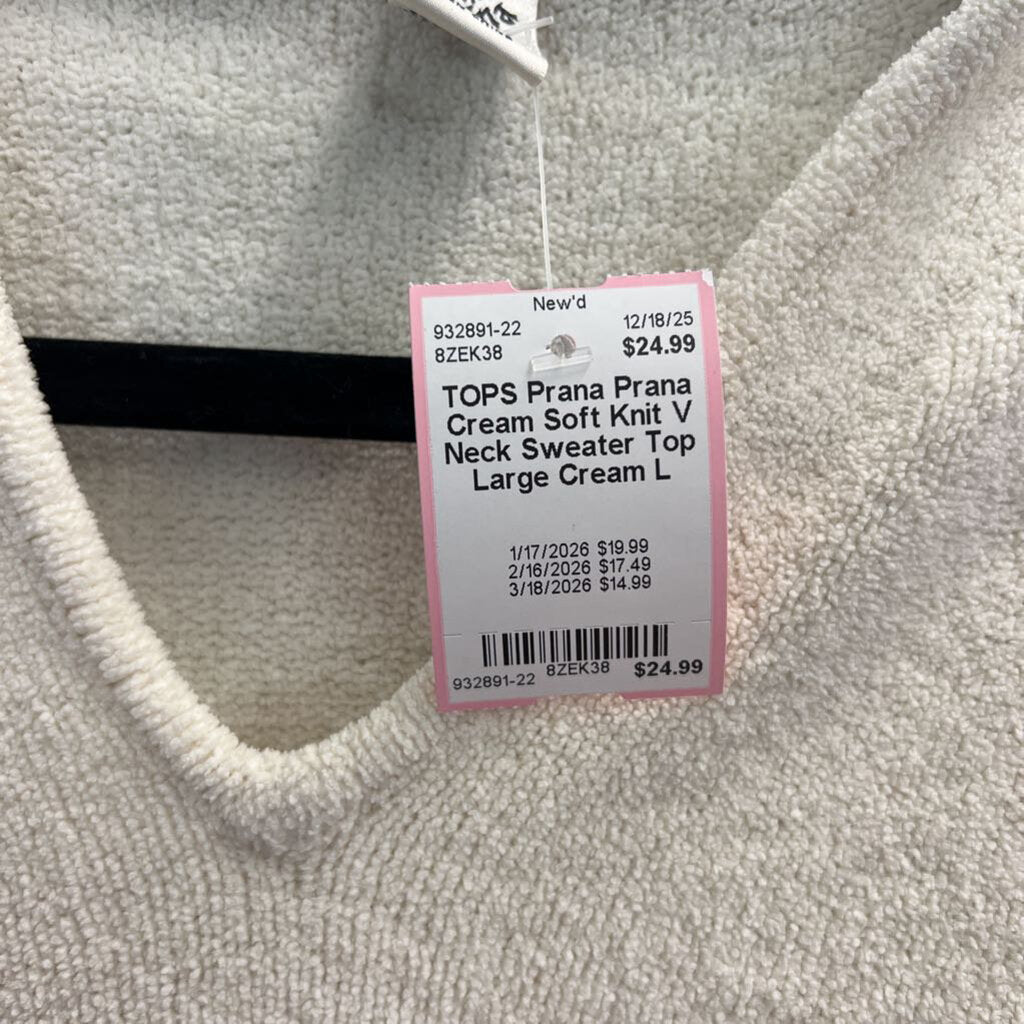 New'd
932891-22 12/18/25
8ZEK38 $24.99
TOPS Prana Prana
Cream Soft Knit V
Neck Sweater Top
Large Cream L
1/17/2026 $19.99
2/16/2026 $17.49
3/18/2026 $14.99
932891-22 8ZEK38 $24.99